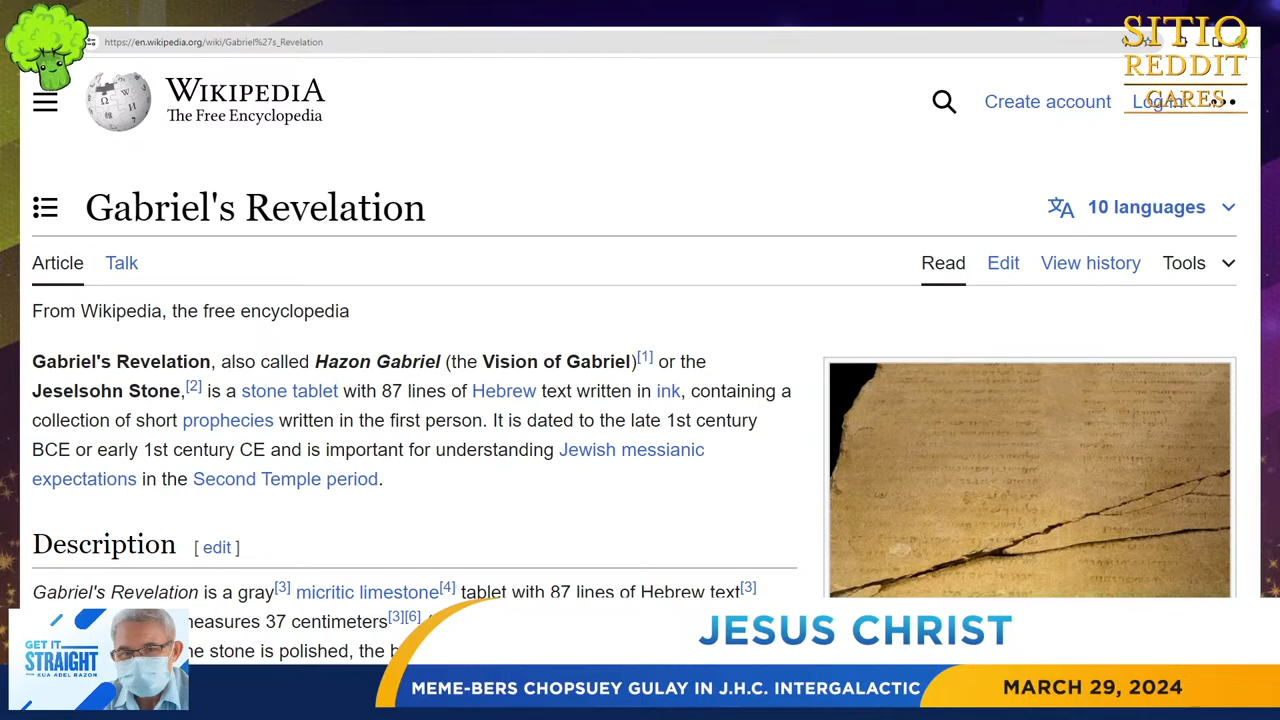 https://en.wikipedia.org/wiki/Gabriel%27s_Revelation
SITIO
REDDIT
CARES
WIKIPEDIA
The Free Encyclopedia
Create account
Log in
Gabriel's Revelation
10 languages
Article Talk
Read Edit View history Tools
From Wikipedia, the free encyclopedia
Gabriel's Revelation, also called Hazon Gabriel (the Vision of Gabriel)[1] or the
Jeselsohn Stone,[2] is a stone tablet with 87 lines of Hebrew text written in ink, containing a
collection of short prophecies written in the first person. It is dated to the late 1st century
BCE or early 1st century CE and is important for understanding Jewish messianic
expectations in the Second Temple period.
Description [ edit ]
Gabriel's Revelation is a gray[3] micritic limestone[4] tablet with 87 lines of Hebrew text[3]
measures 37 centimeters[3][6]
stone is polished, the
GET IT
STRAIGHT
KUA ADEL RAZON
JESUS CHRIST
MEME-BERS CHOPSUEY GULAY IN J.H.C. INTERGALACTIC
MARCH 29, 2024